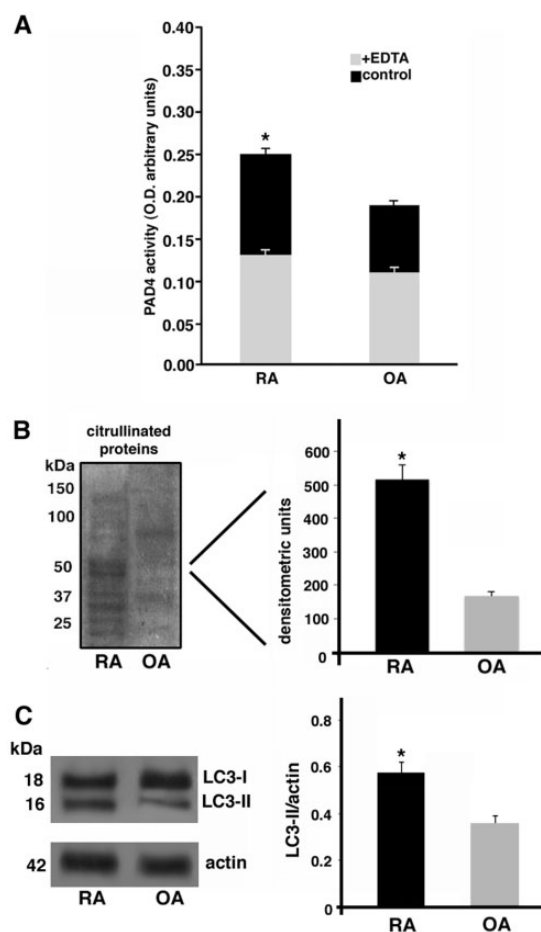 A
0.40
0.35
0.30
0.25
0.20
0.15
0.10
0.05
0.00
PAD4 activity (O.D. arbitrary units)
+EDTA
control
*
RA OA
B
citrullinated
proteins
kDa
150
100
50
37
25
RA OA
600
500
400
300
200
100
0
densitometric units
*
RA OA
C
kDa
18 LC3-I
16 LC3-II
42 actin
RA OA
0.8
0.6
0.4
0.2
0
LC3-II/actin
*
RA OA